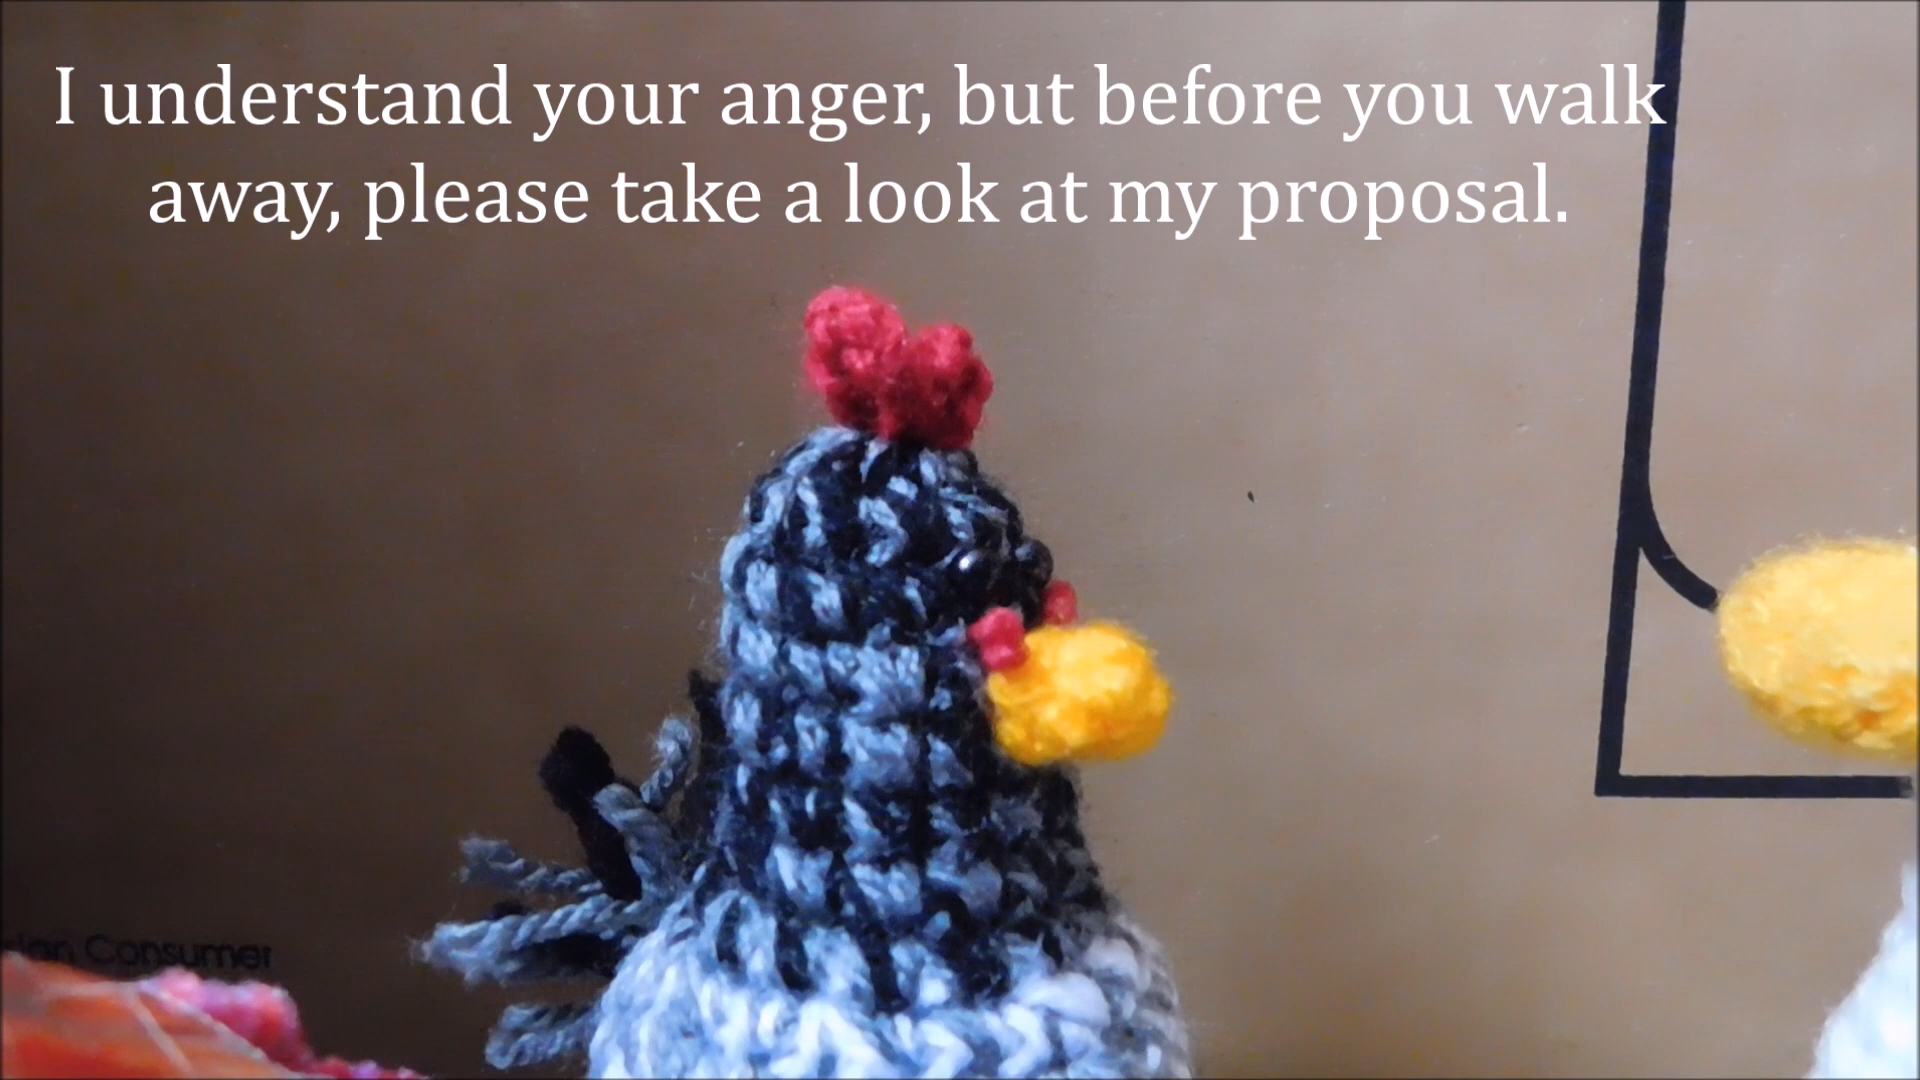 I understand your anger, but before you walk
away, please take a look at my proposal.
Consumer